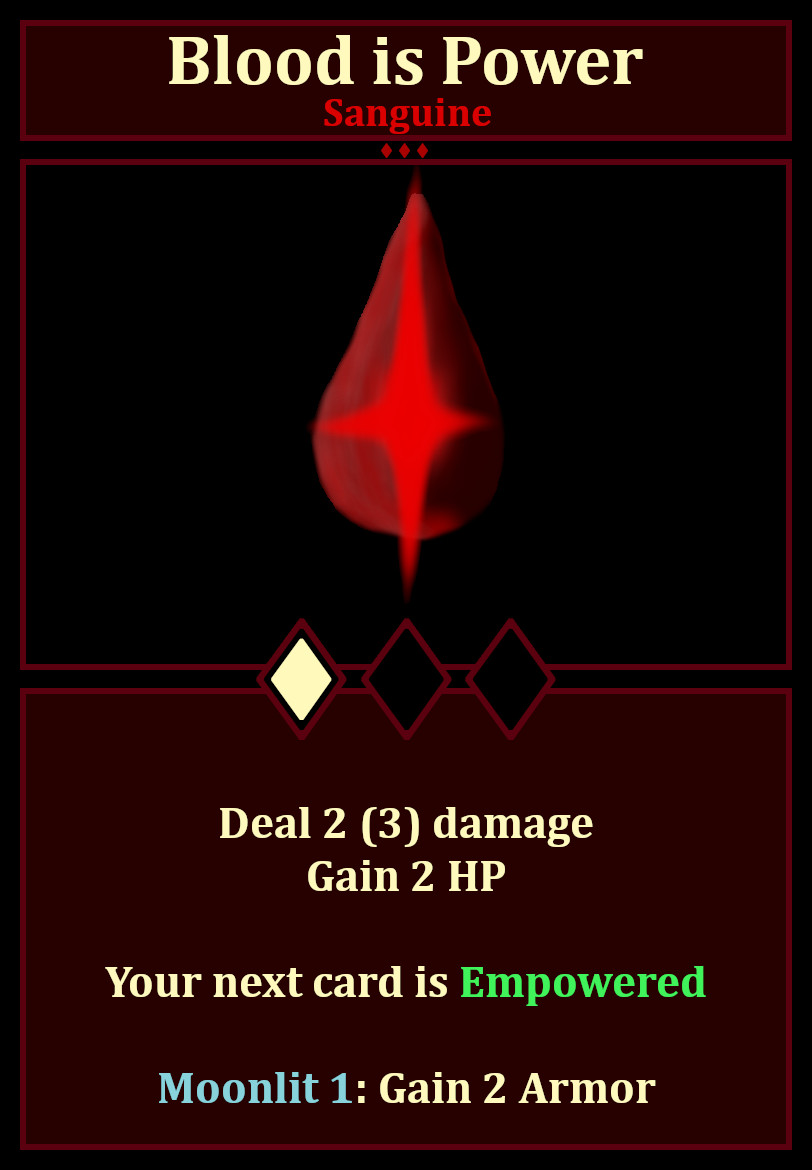 Blood is Power
Sanguine
Deal 2 (3) damage
Gain 2 HP
Your next card is Empowered
Moonlit 1: Gain 2 Armor